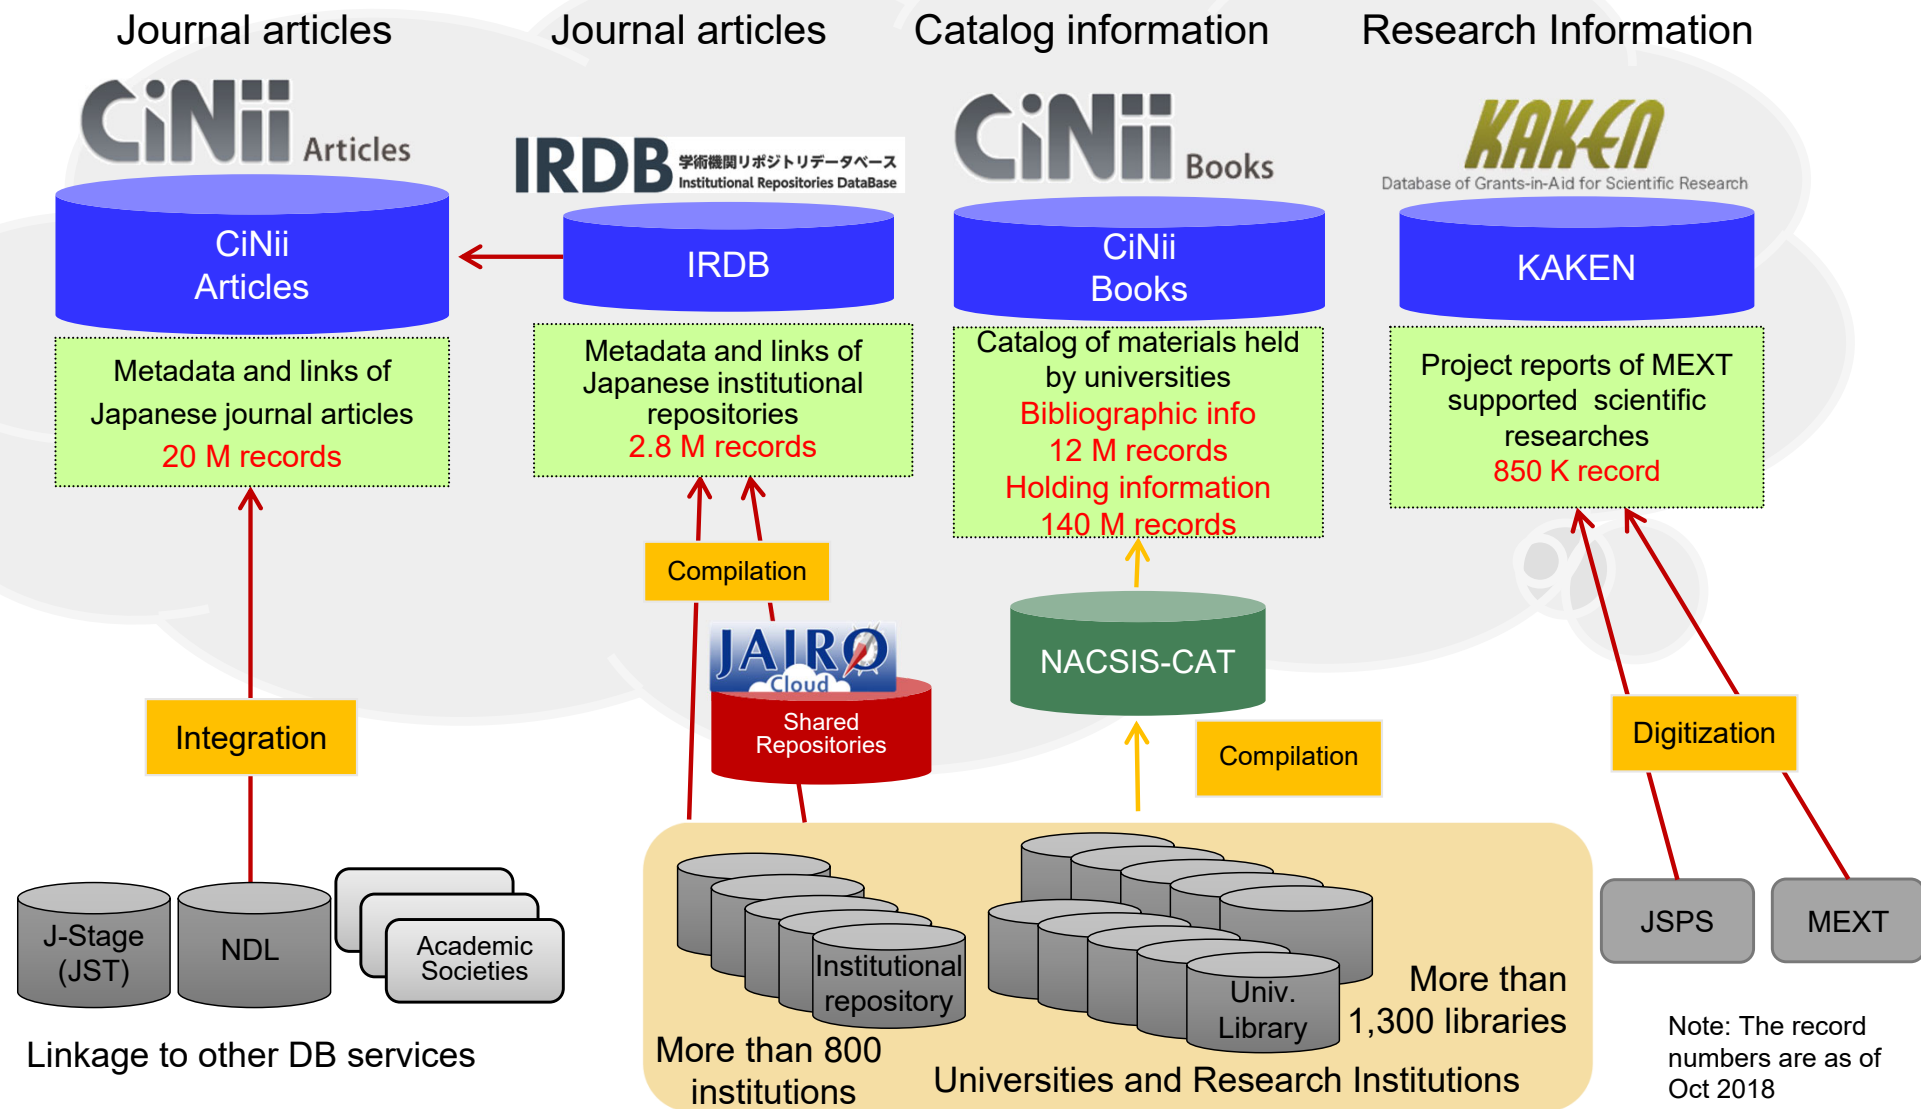 Journal articles
Journal articles
Catalog information
Research Information
CiNii Articles
IRDB 学術機関リポジトリデータベース
Institutional Repositories DataBase
CiNii Books
KAKEN
Database of Grants-in-Aid for Scientific Research
CiNii
Articles
IRDB
CiNii
Books
KAKEN
Metadata and links of
Japanese journal articles
20 M records
Metadata and links of
Japanese institutional
repositories
2.8 M records
Catalog of materials held
by universities
Bibliographic info
12 M records
Holding information
140 M records
Project reports of MEXT
supported scientific
researches
850 K record
Compilation
JAIRO
Cloud
Shared
Repositories
NACSIS-CAT
Integration
Compilation
Digitization
J-Stage
(JST)
NDL
Academic
Societies
Linkage to other DB services
Institutional
repository
More than 800
institutions
Univ.
Library
More than
1,300 libraries
Universities and Research Institutions
JSPS
MEXT
Note: The record
numbers are as of
Oct 2018